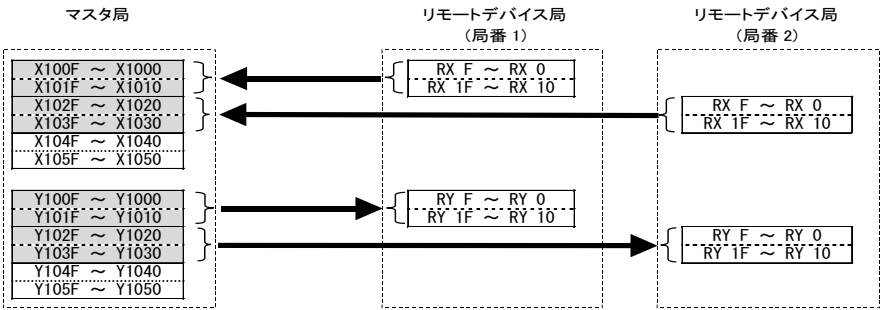 マスタ局
リモートデバイス局
(局番 1)
リモートデバイス局
(局番 2)
X100F ～ X1000
X101F ～ X1010
X102F ～ X1020
X103F ～ X1030
X104F ～ X1040
X105F ～ X1050
RX F ～ RX 0
RX 1F ～ RX 10
RX F ～ RX 0
RX 1F ～ RX 10
Y100F ～ Y1000
Y101F ～ Y1010
Y102F ～ Y1020
Y103F ～ Y1030
Y104F ～ Y1040
Y105F ～ Y1050
RY F ～ RY 0
RY 1F ～ RY 10
RY F ～ RY 0
RY 1F ～ RY 10